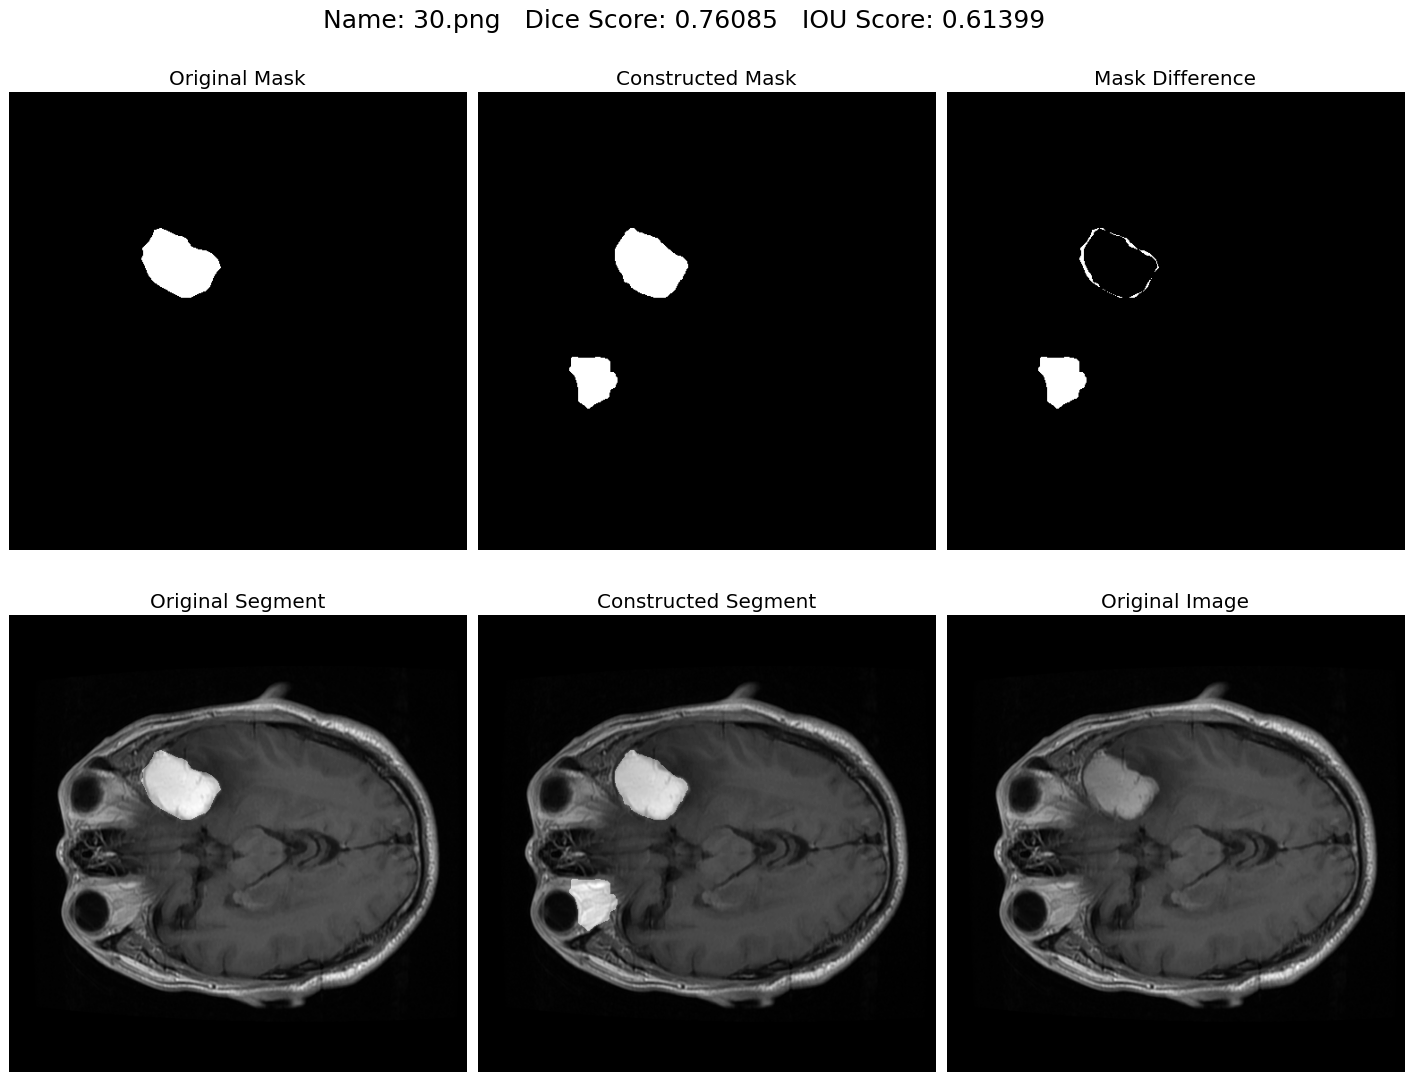 Name: 30.png   Dice Score: 0.76085   IOU Score: 0.61399
Original Mask
Constructed Mask
Mask Difference
Original Segment
Constructed Segment
Original Image